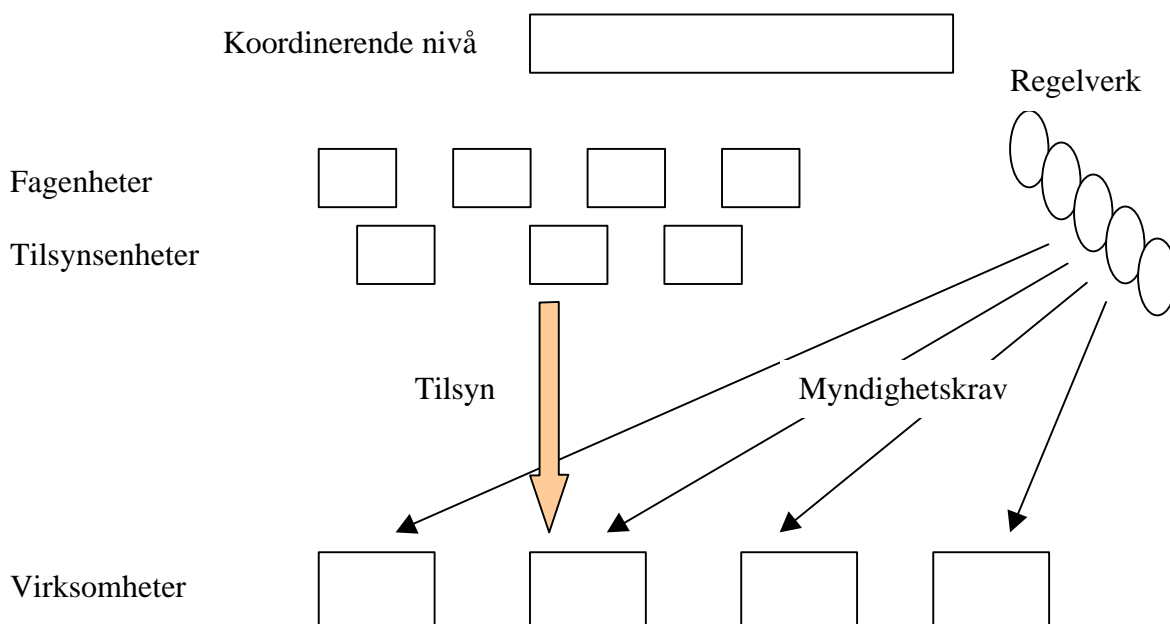 Koordinerende nivå
Regelverk
Fagenheter
Tilsynsenheter
Tilsyn
Myndighetskrav
Virksomheter